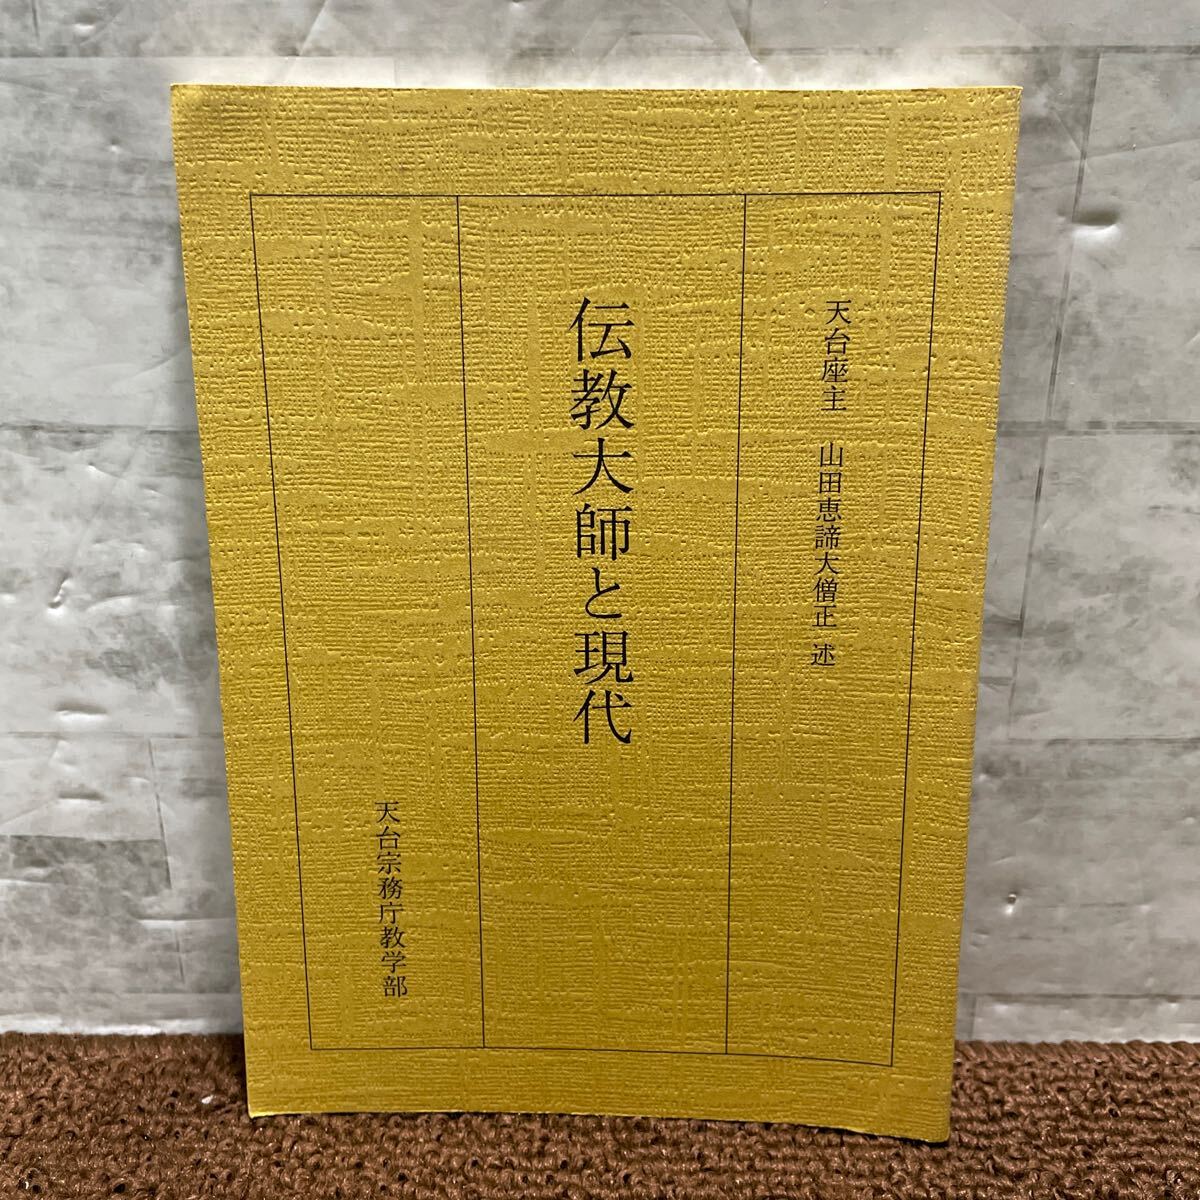 天台座主 山田恵諦大僧正 述
伝教大師と現代
天台宗務庁教学部